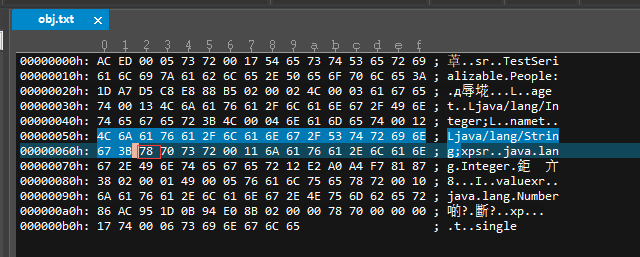 obj.txt
0 1 2 3 4 5 6 7 8 9 a b c d e f
00000000h: AC ED 00 05 73 72 00 17 54 65 73 74 53 65 72 69 ; ..sr..TestSeri
00000010h: 61 6C 69 7A 61 62 6C 65 2E 50 65 6F 70 6C 65 3A ; alizable.People:
00000020h: 1D A7 D5 C8 E8 88 B5 02 00 02 4C 00 03 61 67 65 ; ...L..age
00000030h: 74 00 13 4C 6A 61 76 61 2F 6C 61 6E 67 2F 49 6E ; t..Ljava/lang/In
00000040h: 74 65 67 65 72 3B 4C 00 04 6E 61 6D 65 74 00 12 ; teger;L..namet..
00000050h: 4C 6A 61 76 61 2F 6C 61 6E 67 2F 53 74 72 69 6E ; Ljava/lang/Strin
00000060h: 67 3B 78 70 73 72 00 11 6A 61 76 61 2E 6C 61 6E ; g;xpsr..java.lan
00000070h: 67 2E 49 6E 74 65 67 65 72 12 E2 A0 A4 F7 81 87 ; g.Integer.
00000080h: 38 02 00 01 49 00 05 76 61 6C 75 65 78 72 00 10 ; 8...I..valuexr..
00000090h: 6A 61 76 61 2E 6C 61 6E 67 2E 4E 75 6D 62 65 72 ; java.lang.Number
000000a0h: 86 AC 95 1D 0B 94 E0 8B 02 00 00 78 70 00 00 00 ; ..xp...
000000b0h: 17 74 00 06 73 69 6E 67 6C 65 ; .t..single